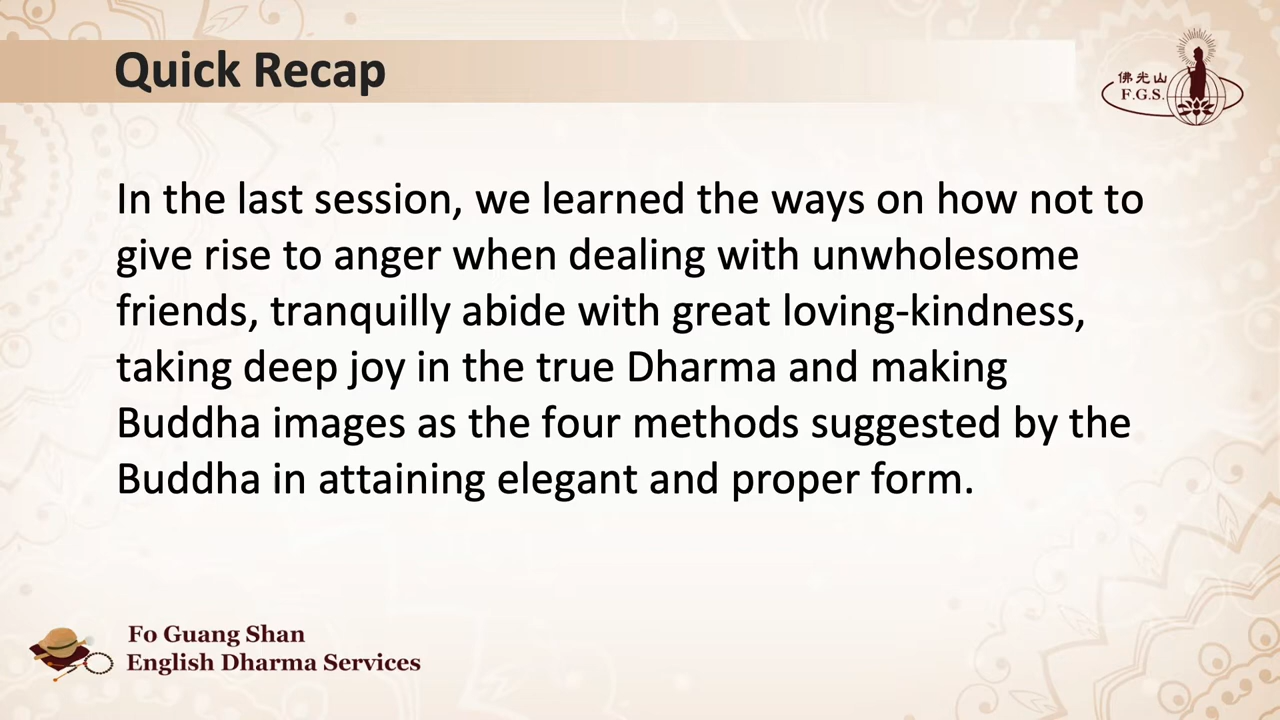 Quick Recap
佛光山
F.G.S.
In the last session, we learned the ways on how not to
give rise to anger when dealing with unwholesome
friends, tranquilly abide with great loving-kindness,
taking deep joy in the true Dharma and making
Buddha images as the four methods suggested by the
Buddha in attaining elegant and proper form.
Fo Guang Shan
English Dharma Services